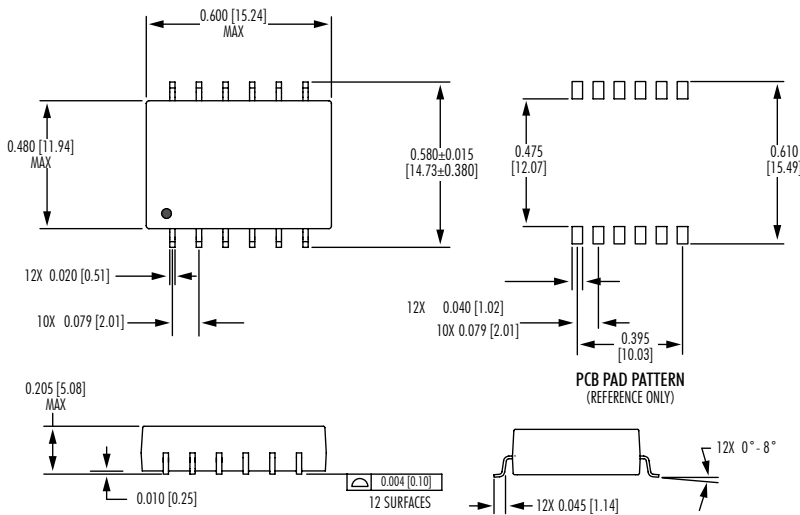 0.600 [15.24]
MAX
0.480 [11.94]
MAX
0.580±0.015
[14.73±0.380]
0.475
[12.07]
0.610
[15.49]
12X 0.020 [0.51]
10X 0.079 [2.01]
12X 0.040 [1.02]
10X 0.079 [2.01]
0.395
[10.03]
PCB PAD PATTERN
(REFERENCE ONLY)
0.205 [5.08]
MAX
0.010 [0.25]
0.004 [0.10]
12 SURFACES
12X 0°- 8°
12X 0.045 [1.14]